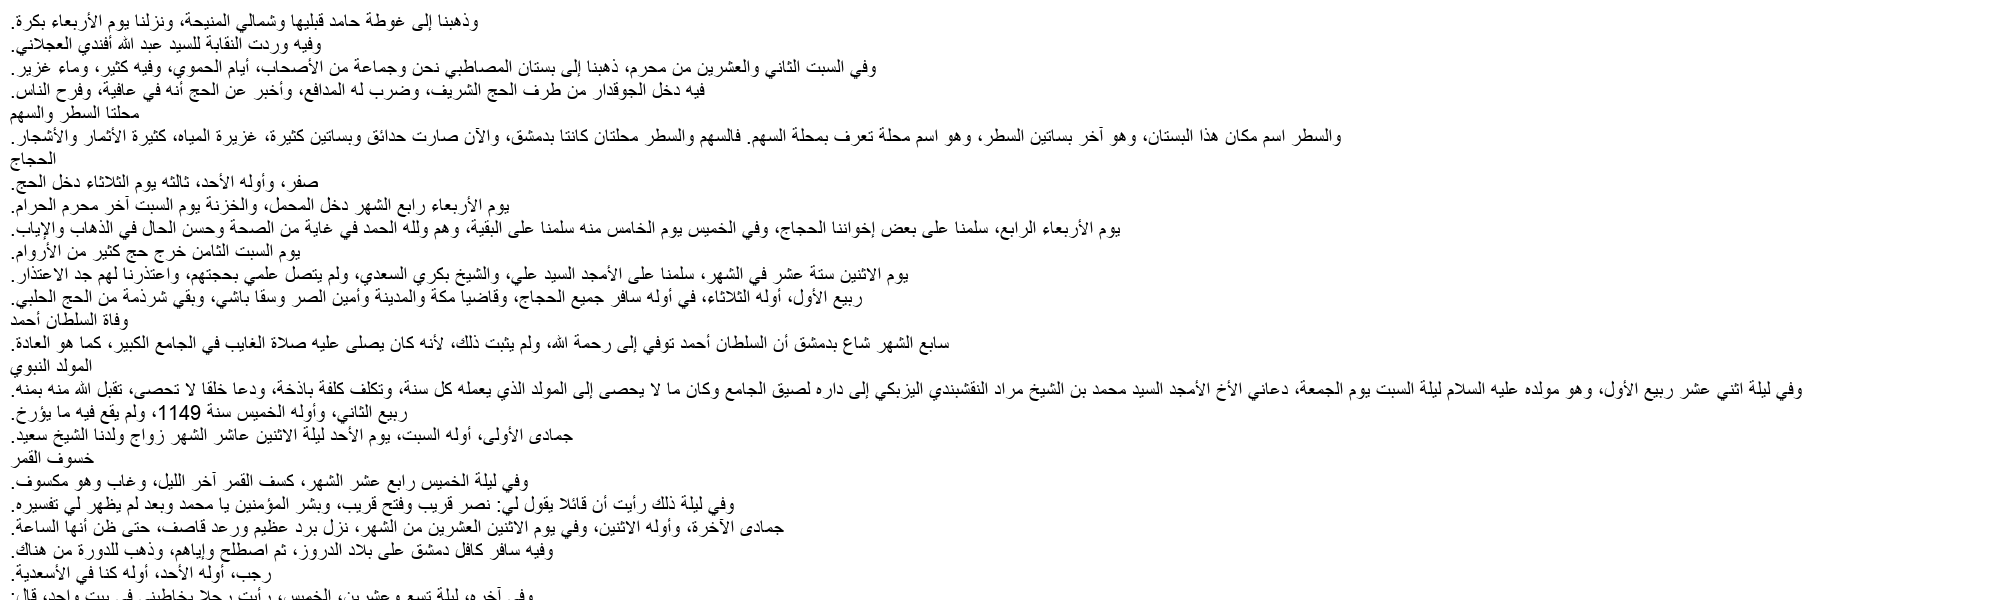 وذهبنا إلى غوطة حامد قبليها وشمالي المنيحة، ونزلنا يوم الأربعاء بكرة.
وفيه وردت النقابة للسيد عبد الله أفندي العجلاني.
وفي السبت الثاني والعشرين من محرم، ذهبنا إلى بستان المصاطبي نحن وجماعة من الأصحاب، أيام الحموي، وفيه كثير، وماء غزير.
فيه دخل الجوقدار من طرف الحج الشريف، وضرب له المدافع، وأخبر عن الحج أنه في عافية، وفرح الناس.
محلتا السطر والسهم
والسطر اسم مكان هذا البستان، وهو آخر بساتين السطر، وهو اسم محلة تعرف بمحلة السهم. فالسهم والسطر محلتان كانتا بدمشق، والآن صارت حدائق وبساتين كثيرة، غزيرة المياه، كثيرة الأثمار والأشجار.
الحجاج
صفر، وأوله الأحد، ثالثه يوم الثلاثاء دخل الحج.
يوم الأربعاء رابع الشهر دخل المحمل، والخزنة يوم السبت آخر محرم الحرام.
يوم الأربعاء الرابع، سلمنا على بعض إخواننا الحجاج، وفي الخميس يوم الخامس منه سلمنا على البقية، وهم ولله الحمد في غاية من الصحة وحسن الحال في الذهاب والإياب.
يوم السبت الثامن خرج حج كثير من الأروام.
يوم الاثنين ستة عشر في الشهر، سلمنا على الأمجد السيد علي، والشيخ بكري السعدي، ولم يتصل علمي بحجتهم، واعتذرنا لهم جد الاعتذار.
ربيع الأول، أوله الثلاثاء، في أوله سافر جميع الحجاج، وقاضيا مكة والمدينة وأمين الصر وسقا باشي، وبقي شرذمة من الحج الحلبي.
وفاة السلطان أحمد
سابع الشهر شاع بدمشق أن السلطان أحمد توفي إلى رحمة الله، ولم يثبت ذلك، لأنه كان يصلى عليه صلاة الغايب في الجامع الكبير، كما هو العادة.
المولد النبوي
وفي ليلة اثني عشر ربيع الأول، وهو مولده عليه السلام ليلة السبت يوم الجمعة، دعاني الأخ الأمجد السيد محمد بن الشيخ مراد النقشبندي اليزبكي إلى داره لصيق الجامع وكان ما لا يحصى إلى المولد الذي يعمله كل سنة، وتكلف كلفة باذخة، ودعا خلقا لا تحصى، تقبل الله منه بمنه.
ربيع الثاني، وأوله الخميس سنة 1149، ولم يقع فيه ما يؤرخ.
جمادى الأولى، أوله السبت، يوم الأحد ليلة الاثنين عاشر الشهر زواج ولدنا الشيخ سعيد.
خسوف القمر
وفي ليلة الخميس رابع عشر الشهر، كسف القمر آخر الليل، وغاب وهو مكسوف.
وفي ليلة ذلك رأيت أن قائلا يقول لي: نصر قريب وفتح قريب، وبشر المؤمنين يا محمد وبعد لم يظهر لي تفسيره.
جمادى الآخرة، وأوله الاثنين، وفي يوم الاثنين العشرين من الشهر، نزل برد عظيم ورعد قاصف، حتى ظن أنها الساعة.
وفيه سافر كافل دمشق على بلاد الدروز، ثم اصطلح وإياهم، وذهب للدورة من هناك.
رجب، أوله الأحد، أوله كنا في الأسعدية.
وفي آخره، ليلة تسع وعشرين، الخميس، رأيت رجلا يخاطبني في بيت واحد، قال: